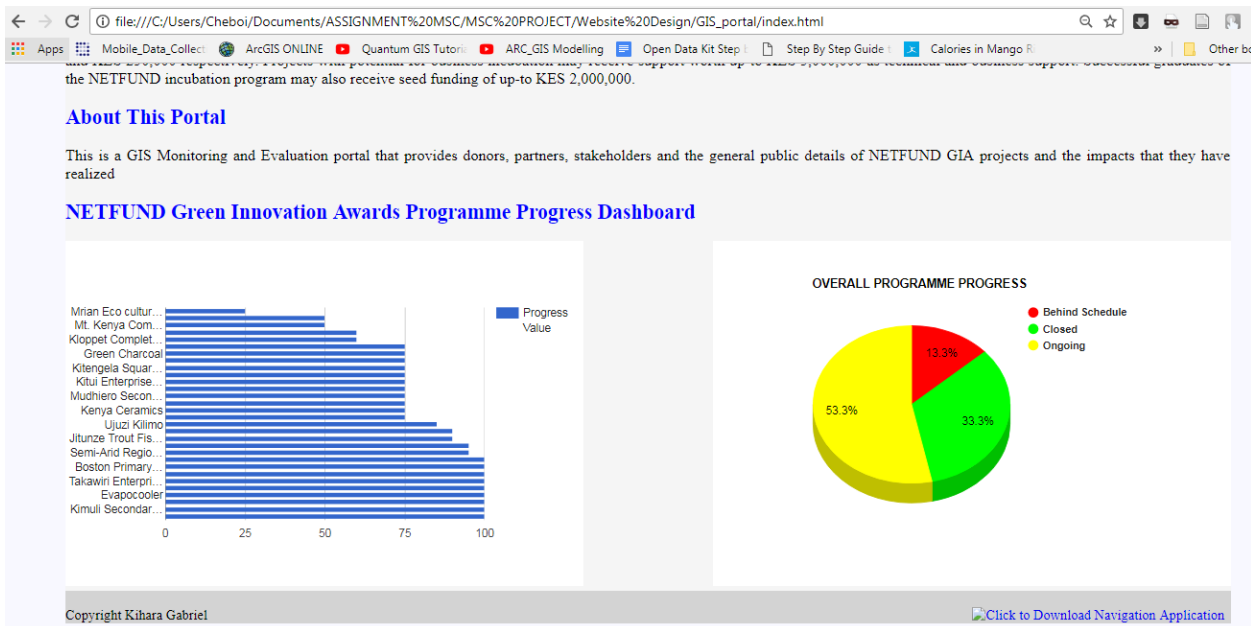 file:///C:/Users/Cheboi/Documents/ASSIGNMENT%20MSC/MSC%20PROJECT/Website%20Design/GIS_portal/index.html
Apps Mobile_Data_Collect ArcGIS ONLINE Quantum GIS Tutoria ARC_GIS Modelling Open Data Kit Step Step By Step Guide Calories in Mango » Other bo
the NETFUND incubation program may also receive seed funding of up-to KES 2,000,000.
About This Portal
This is a GIS Monitoring and Evaluation portal that provides donors, partners, stakeholders and the general public details of NETFUND GIA projects and the impacts that they have
realized
NETFUND Green Innovation Awards Programme Progress Dashboard
Mrian Eco cultur...
Mt. Kenya Com...
Kloppet Complet...
Green Charcoal
Kitengela Squar...
Kitui Enterprise...
Mudhiero Secon...
Kenya Ceramics
Ujuzi Kilimo
Jitunze Trout Fis...
Semi-Arid Regio...
Boston Primary...
Takawiri Enterpri...
Evapocooler
Kimuli Secondar...
0 25 50 75 100
Progress
Value
OVERALL PROGRAMME PROGRESS
Behind Schedule
Closed
Ongoing
13.3%
53.3%
33.3%
Copyright Kihara Gabriel
Click to Download Navigation Application